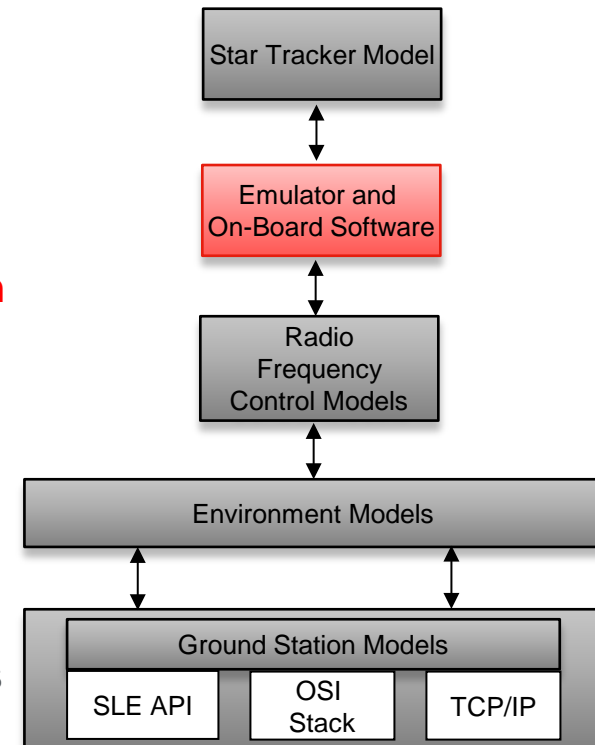 Star Tracker Model
Emulator and
On-Board Software
Radio
Frequency
Control Models
Environment Models
Ground Station Models
SLE API
OSI
Stack
TCP/IP